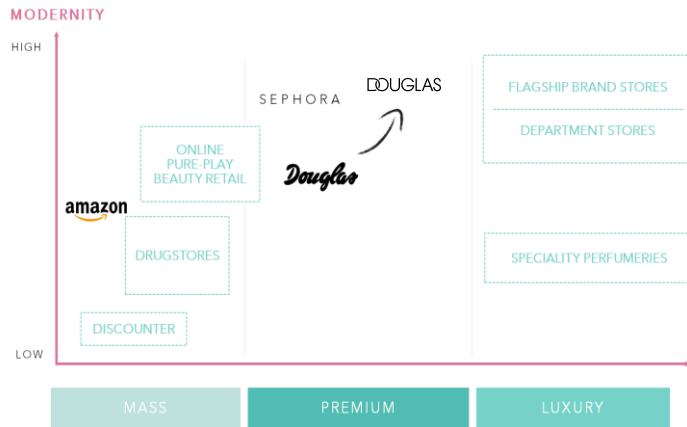 MODERNITY
HIGH
DOUGLAS
SEPHORA
FLAGSHIP BRAND STORES
DEPARTMENT STORES
ONLINE
PURE-PLAY
BEAUTY RETAIL
Douglas
amazon
DRUGSTORES
SPECIALITY PERFUMERIES
DISCOUNTER
LOW
MASS
PREMIUM
LUXURY